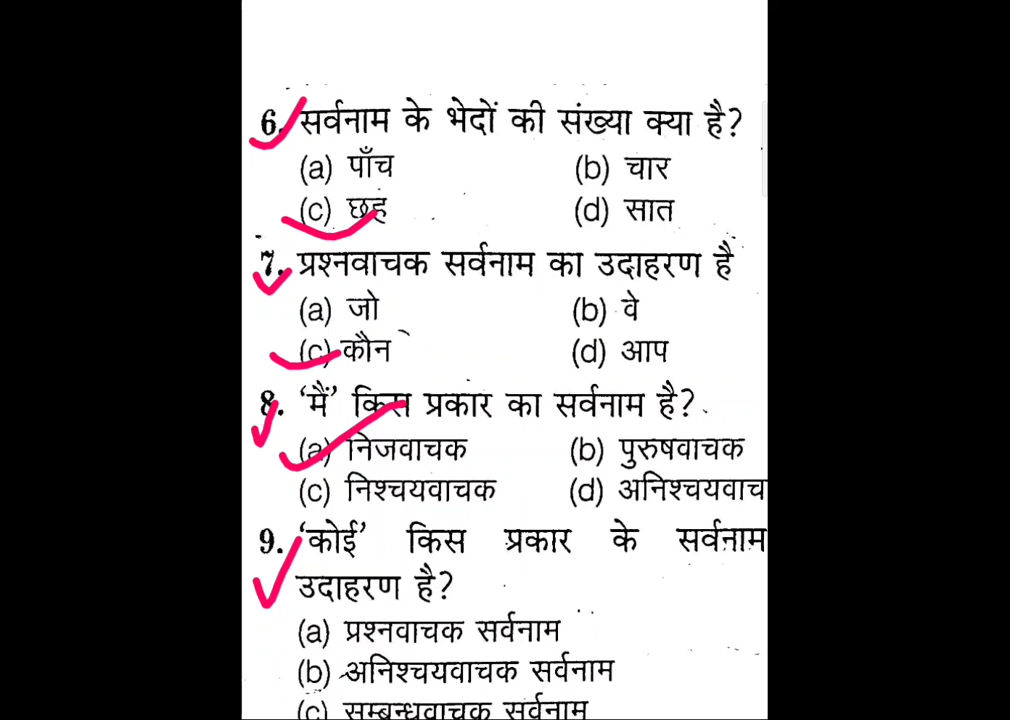 6. सर्वनाम के भेदों की संख्या क्या है?
(a) पाँच (b) चार
(c) छह (d) सात
7. प्रश्नवाचक सर्वनाम का उदाहरण है
(a) जो (b) वे
(c) कौन (d) आप
8. ‘मैं’ किस प्रकार का सर्वनाम है?
(a) निजवाचक (b) पुरुषवाचक
(c) निश्चयवाचक (d) अनिश्चयवाच
9. ‘कोई’ किस प्रकार के सर्वनाम
उदाहरण है?
(a) प्रश्नवाचक सर्वनाम
(b) अनिश्चयवाचक सर्वनाम
(c) सम्बन्धवाचक सर्वनाम